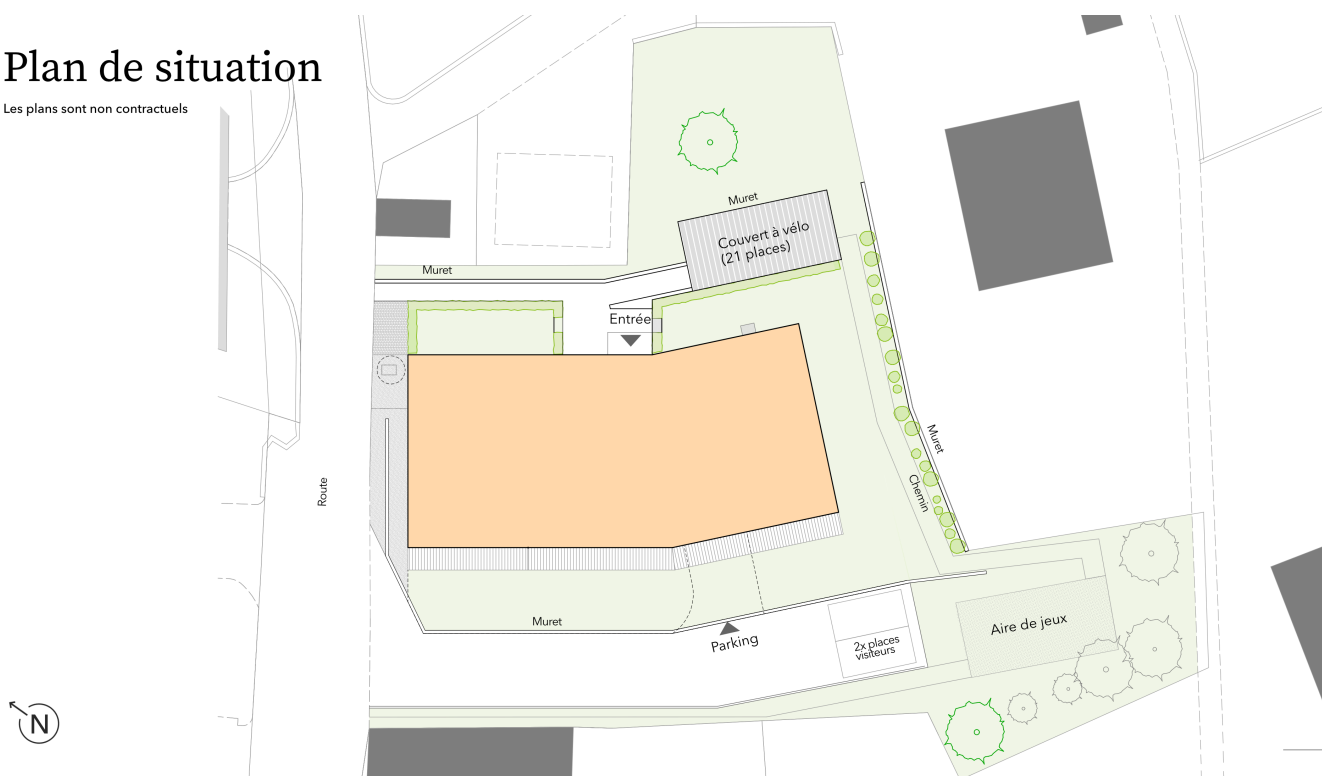 Plan de situation
Les plans sont non contractuels
Muret
Couvert à vélo
(21 places)
Muret
Entrée
Muret
Chemin
Route
Muret
Parking
2x places
visiteurs
Aire de jeux
N